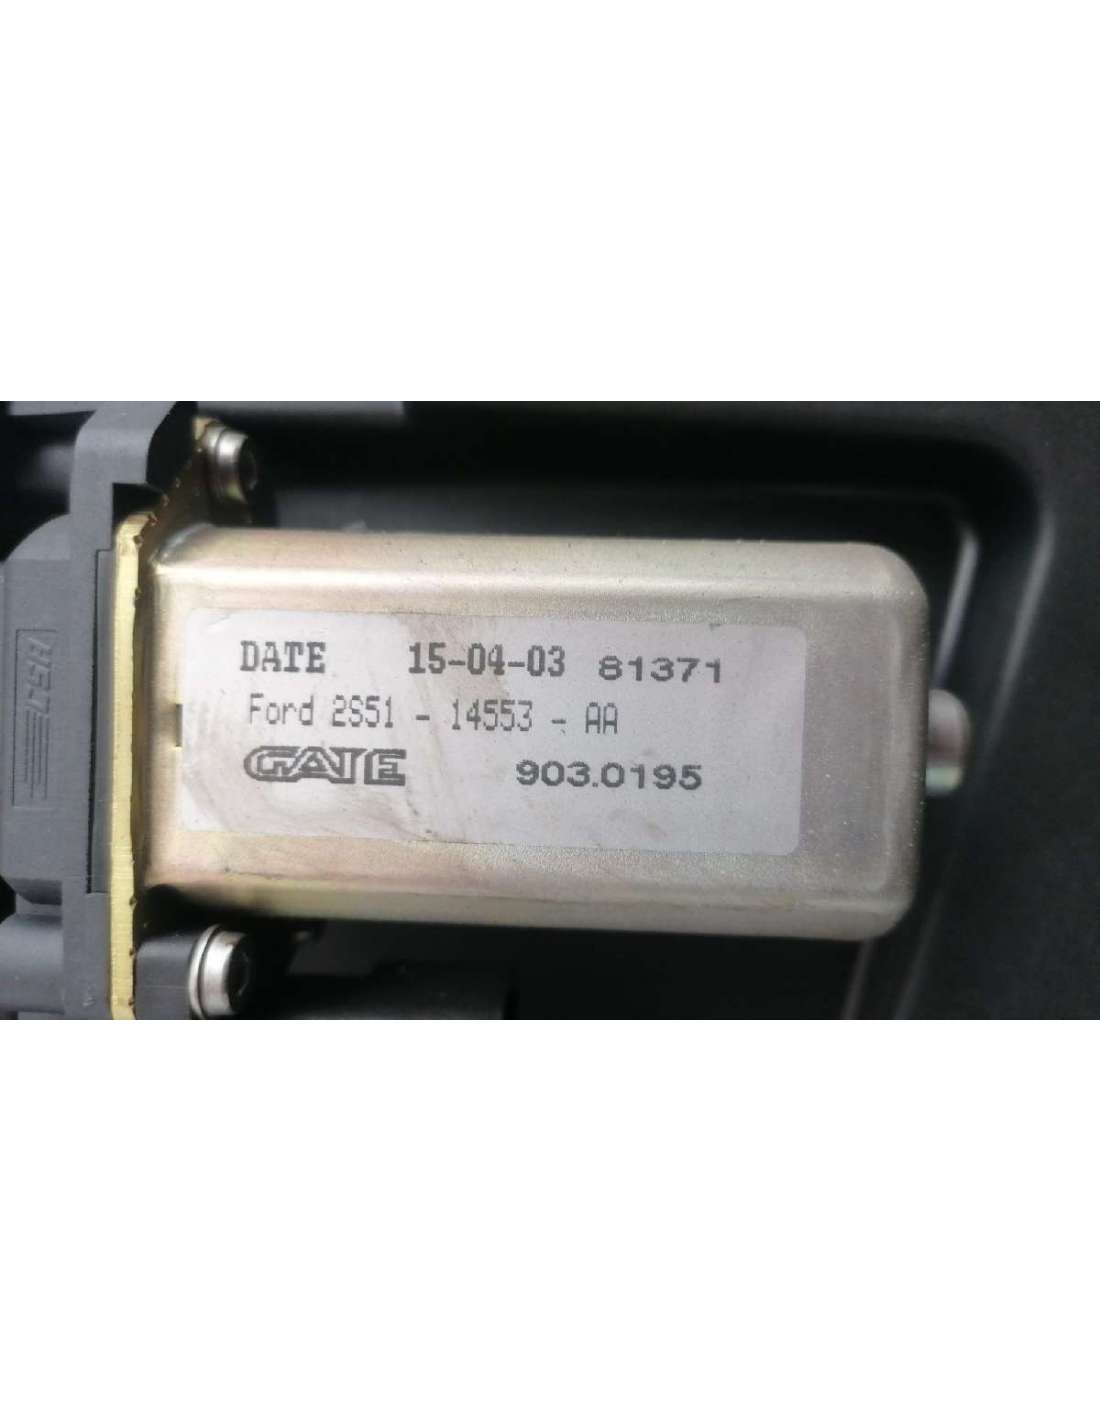 DATE 15-04-03 81371
Ford 2S51 - 14553 - AA
GATE 903.0195